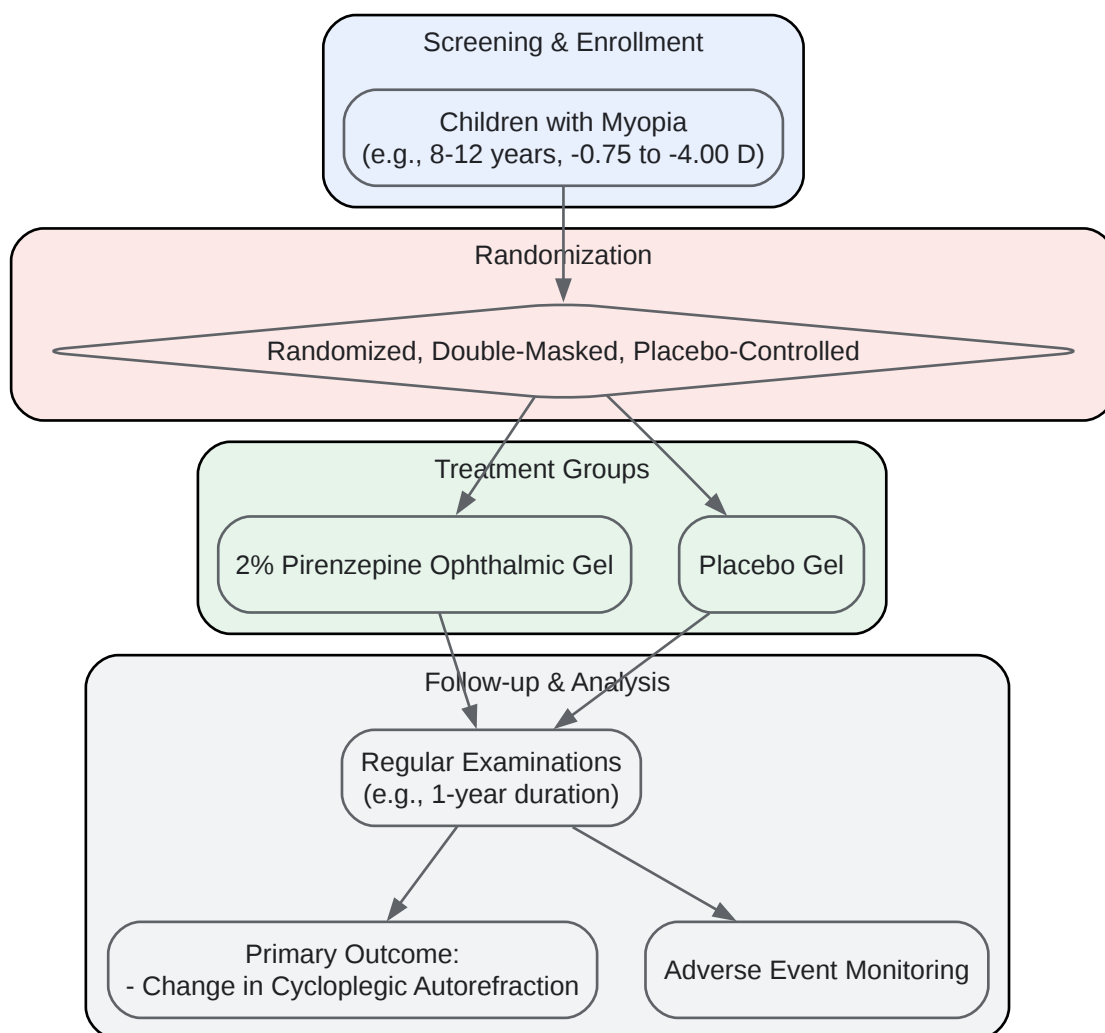 Screening & Enrollment
Children with Myopia
(e.g., 8-12 years, -0.75 to -4.00 D)
Randomization
Randomized, Double-Masked, Placebo-Controlled
Treatment Groups
2% Pirenzepine Ophthalmic Gel
Placebo Gel
Follow-up & Analysis
Regular Examinations
(e.g., 1-year duration)
Primary Outcome:
- Change in Cycloplegic Autorefraction
Adverse Event Monitoring